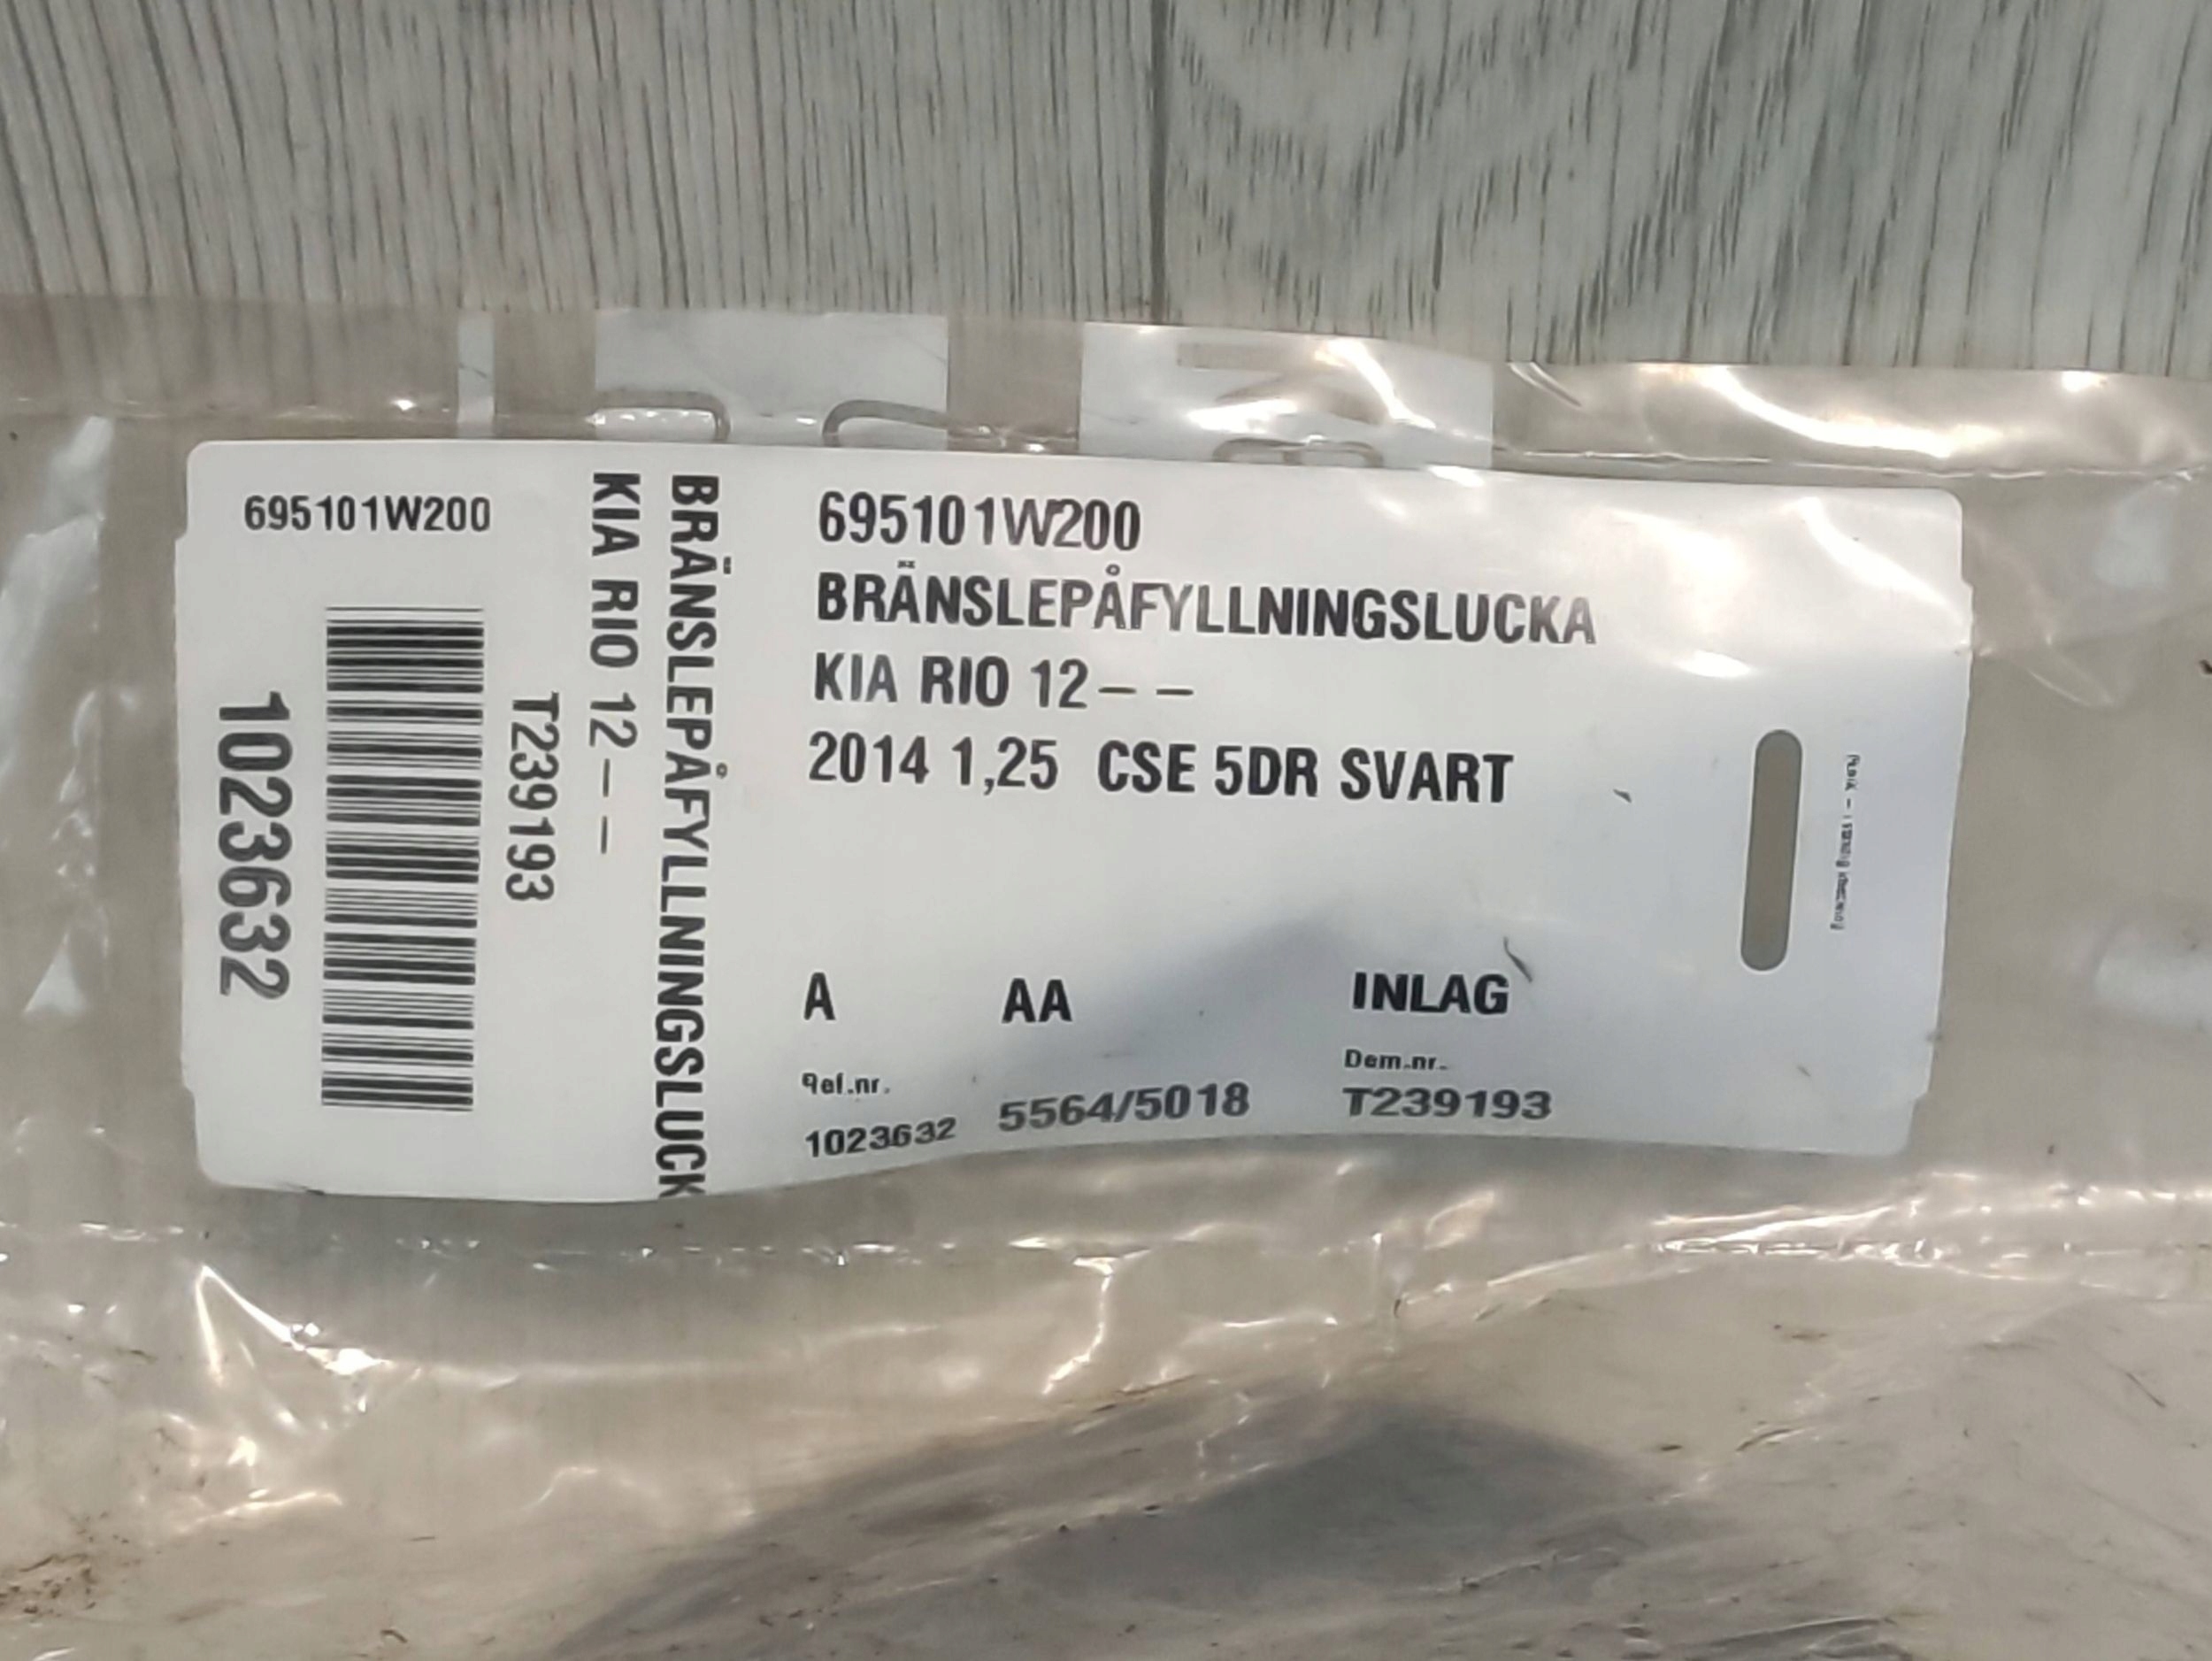 695101W200
1023632
T239193
KIA RIO 12 – –
BRÄNSLEPÅFYLLNINGSLUCK
695101W200
BRÄNSLEPÅFYLLNINGSLUCKA
KIA RIO 12 – –
2014 1,25 CSE 5DR SVART
A AA INLAG
Ref.nr. Dem.nr.
1023632 5564/5018 T239193